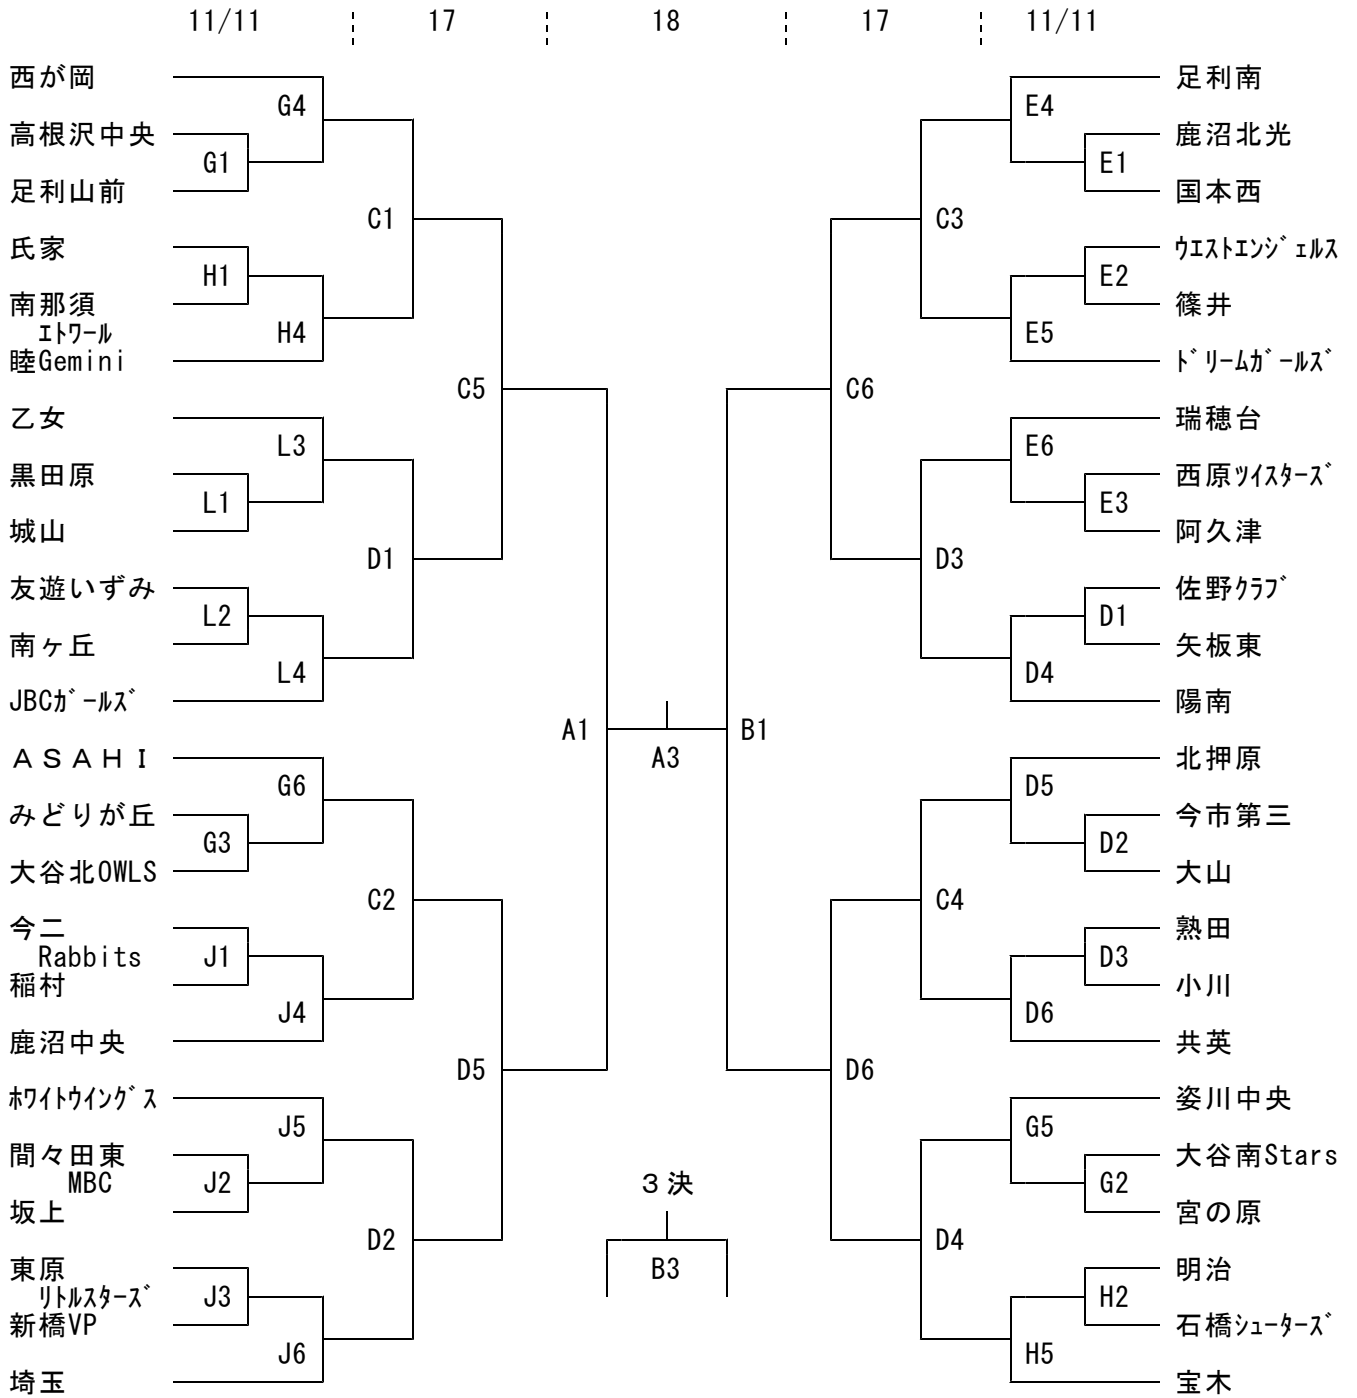 11/11 17 18 17 11/11
西が岡 G4 E4 足利南
高根沢中央 G1 E1 鹿沼北光
足利山前 国本西
C1 C3
氏家 H1 E2 ウエストエンジェルス
南那須 篠井
エトワール H4 E5
睦Gemini ドリームガールズ
C5 C6
乙女 L3 E6 瑞穂台
黒田原 L1 E3 西原ツイスターズ
城山 阿久津
D1 D3
友遊いずみ L2 D1 佐野クラブ
南ヶ丘 矢板東
L4 D4
JBCガールズ 陽南
A1 A3 B1
ASAHI G6 D5 北押原
みどりが丘 G3 D2 今市第三
大谷北OWLS 大山
C2 C4
今二 熟田
Rabbits J1 D3
稲村 小川
J4 D6
鹿沼中央 共英
D5 D6
ホワイトウイングス J5 G5 姿川中央
間々田東 大谷南Stars
MBC J2 3決 G2
坂上 宮の原
D2 D4
東原 B3 明治
リトルスターズ J3 H2
新橋VP 石橋シューターズ
J6 H5
埼玉 宝木